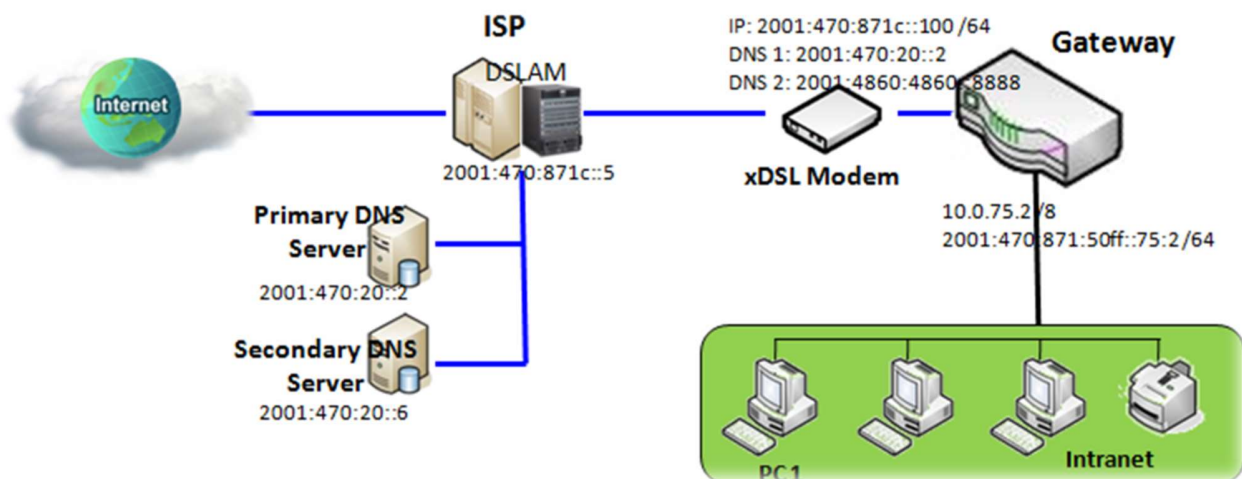 ISP
DSLAM
2001:470:871c::5
Internet
IP: 2001:470:871c::100 /64
DNS 1: 2001:470:20::2
DNS 2: 2001:4860:4860::8888
Gateway
xDSL Modem
10.0.75.2 /8
2001:470:871:50ff::75:2 /64
Primary DNS
Server
2001:470:20::2
Secondary DNS
Server
2001:470:20::6
PC1
Intranet